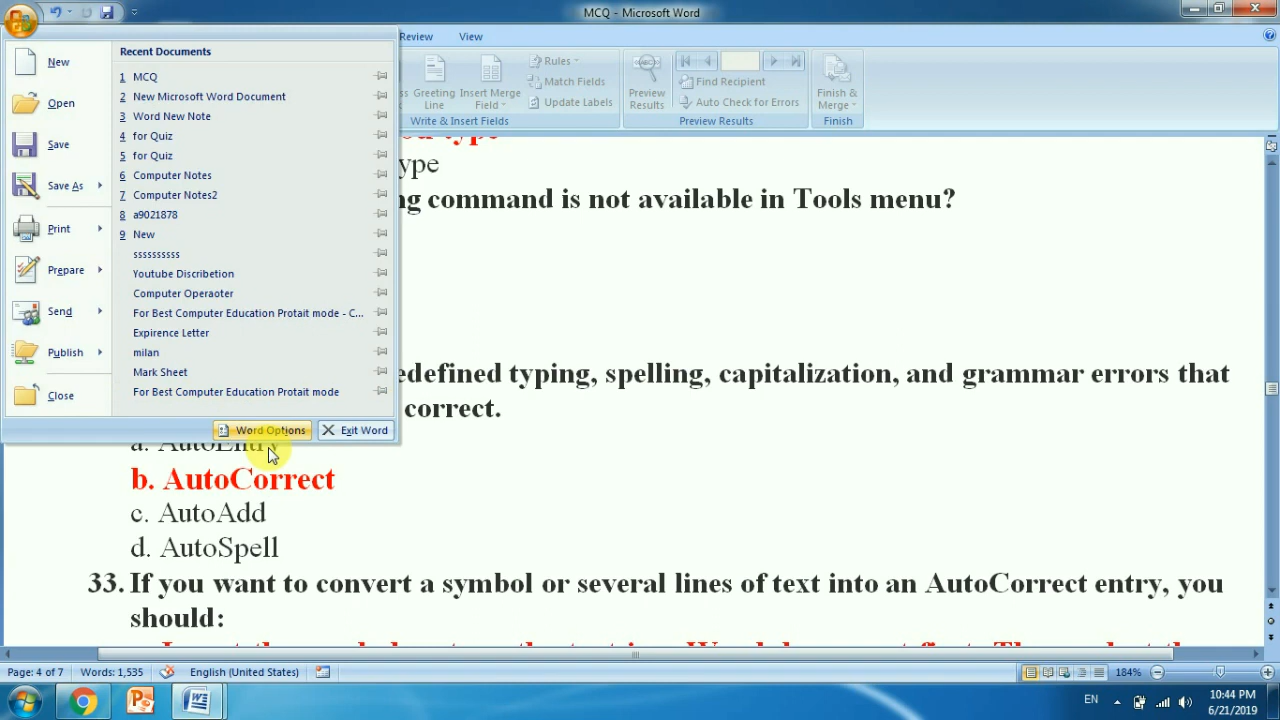 MCQ - Microsoft Word
Review View
New
Open
Save
Save As
Print
Prepare
Send
Publish
Close
Recent Documents
1 MCQ
2 New Microsoft Word Document
3 Word New Note
4 for Quiz
5 for Quiz
6 Computer Notes
7 Computer Notes2
8 a9021878
9 New
ssssssssss
Youtube Discribetion
Computer Operaoter
For Best Computer Education Protait mode - C...
Expirence Letter
milan
Mark Sheet
For Best Computer Education Protait mode
Word Options
Exit Word
Greeting Line
Insert Merge Field
Rules
Match Fields
Update Labels
Write & Insert Fields
ABC
Preview Results
Find Recipient
Auto Check for Errors
Preview Results
Finish & Merge
Finish
ype
ng command is not available in Tools menu?
edefined typing, spelling, capitalization, and grammar errors that
correct.
a. AutoEntry
b. AutoCorrect
c. AutoAdd
d. AutoSpell
33. If you want to convert a symbol or several lines of text into an AutoCorrect entry, you
should:
Page: 4 of 7
Words: 1,535
English (United States)
184%
EN
10:44 PM
6/21/2019